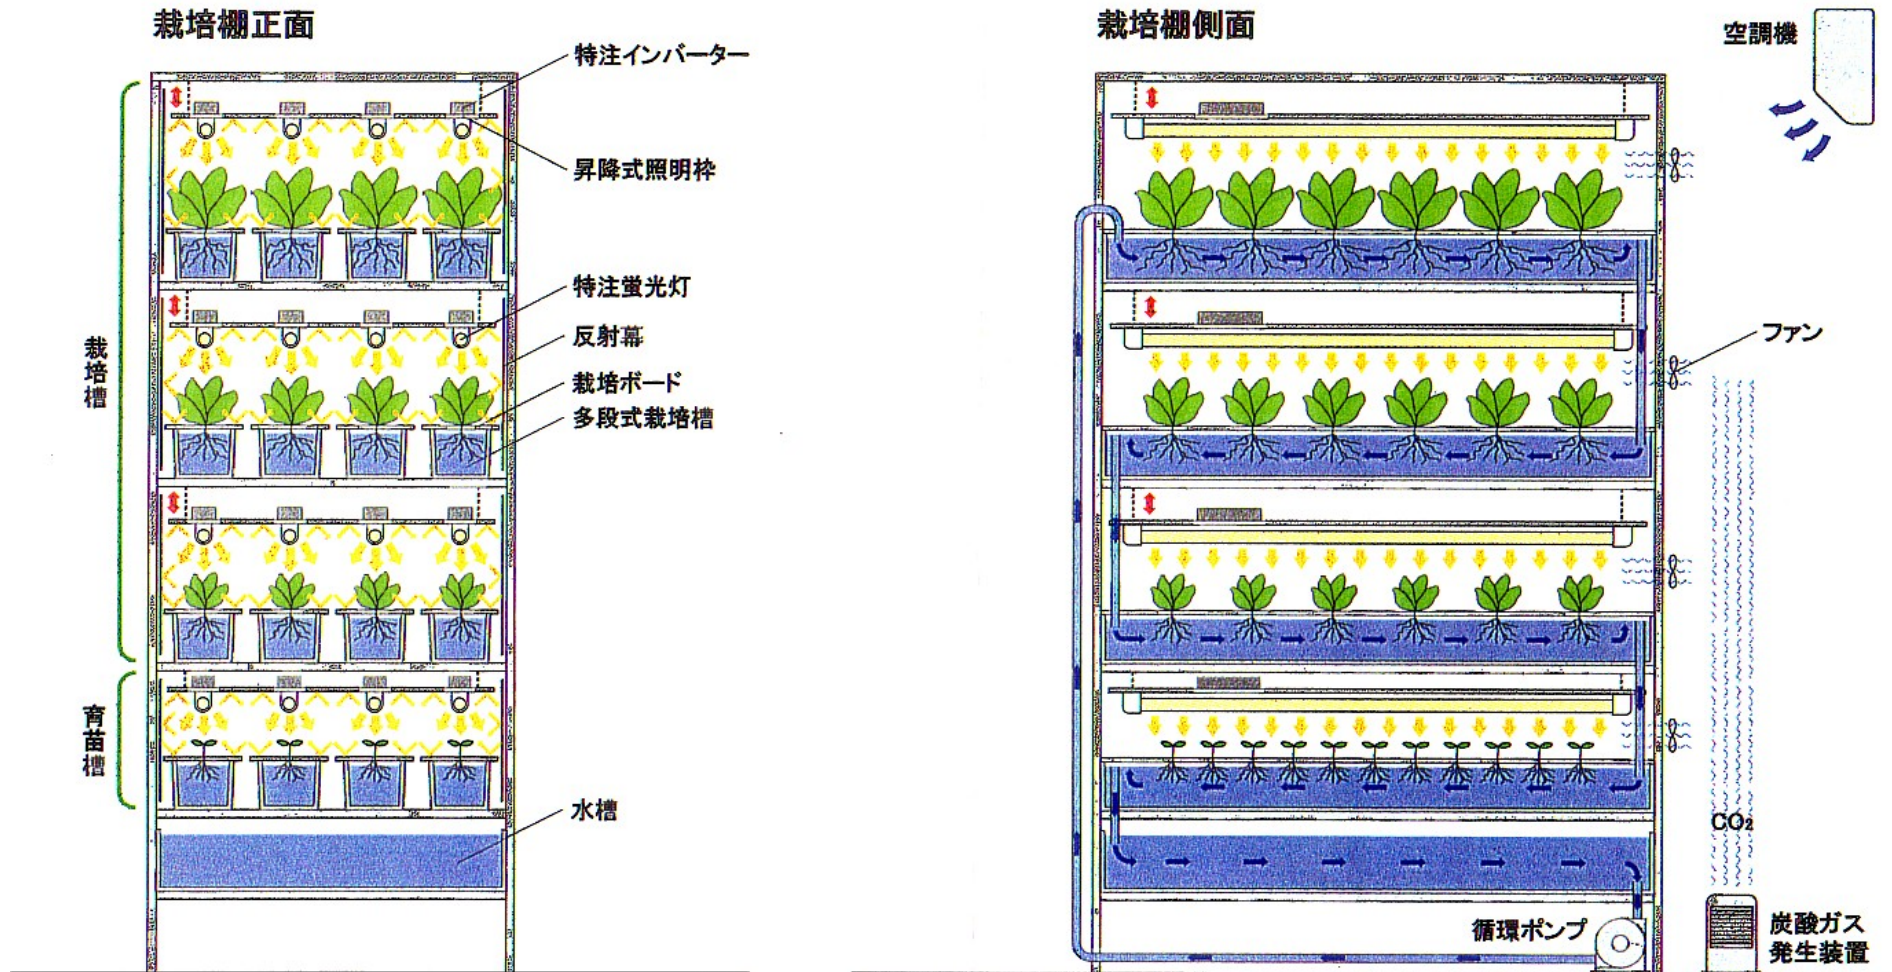 栽培棚正面
特注インバーター
昇降式照明枠
特注蛍光灯
反射幕
栽培ボード
多段式栽培槽
水槽
栽培槽
育苗槽
栽培棚側面
空調機
ファン
CO₂
循環ポンプ
炭酸ガス
発生装置